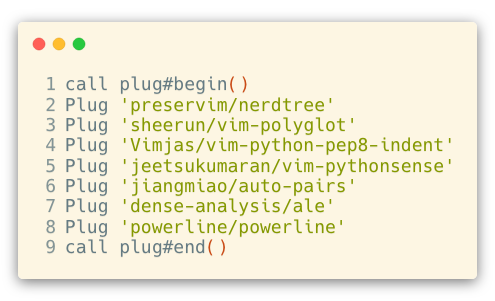 1 call plug#begin()
2 Plug 'preservim/nerdtree'
3 Plug 'sheerun/vim-polyglot'
4 Plug 'Vimjas/vim-python-pep8-indent'
5 Plug 'jeetsukumaran/vim-pythonsense'
6 Plug 'jiangmiao/auto-pairs'
7 Plug 'dense-analysis/ale'
8 Plug 'powerline/powerline'
9 call plug#end()